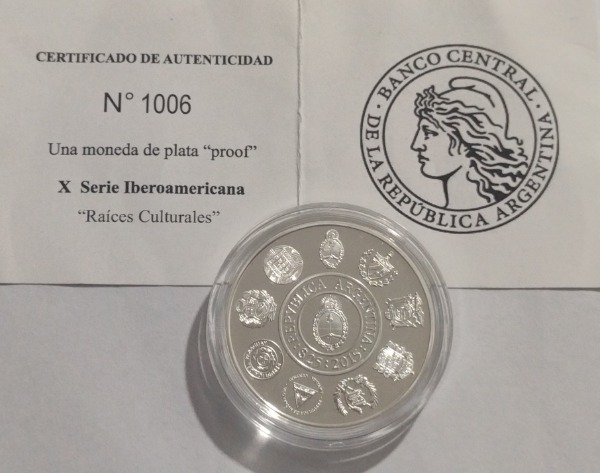 CERTIFICADO DE AUTENTICIDAD
N° 1006
Una moneda de plata “proof”
X Serie Iberoamericana
“Raíces Culturales”
· BANCO CENTRAL ·
DE LA REPÚBLICA ARGENTINA
REPÚBLICA ARGENTINA
2015